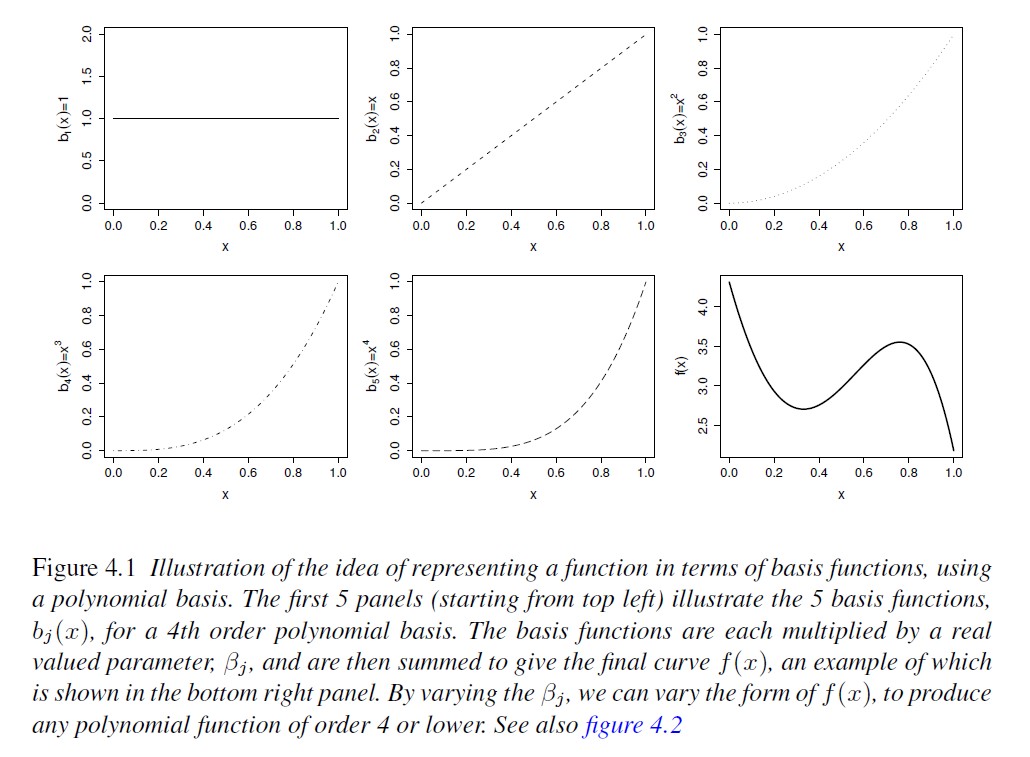 b₁(x)=1
0.0 0.5 1.0 1.5 2.0
0.0 0.2 0.4 0.6 0.8 1.0
x
b₂(x)=x
0.0 0.2 0.4 0.6 0.8 1.0
0.0 0.2 0.4 0.6 0.8 1.0
x
b₃(x)=x²
0.0 0.2 0.4 0.6 0.8 1.0
0.0 0.2 0.4 0.6 0.8 1.0
x
b₄(x)=x³
0.0 0.2 0.4 0.6 0.8 1.0
0.0 0.2 0.4 0.6 0.8 1.0
x
b₅(x)=x⁴
0.0 0.2 0.4 0.6 0.8 1.0
0.0 0.2 0.4 0.6 0.8 1.0
x
f(x)
2.5 3.0 3.5 4.0
0.0 0.2 0.4 0.6 0.8 1.0
x
Figure 4.1 Illustration of the idea of representing a function in terms of basis functions, using
a polynomial basis. The first 5 panels (starting from top left) illustrate the 5 basis functions,
bⱼ(x), for a 4th order polynomial basis. The basis functions are each multiplied by a real
valued parameter, βⱼ, and are then summed to give the final curve f(x), an example of which
is shown in the bottom right panel. By varying the βⱼ, we can vary the form of f(x), to produce
any polynomial function of order 4 or lower. See also figure 4.2